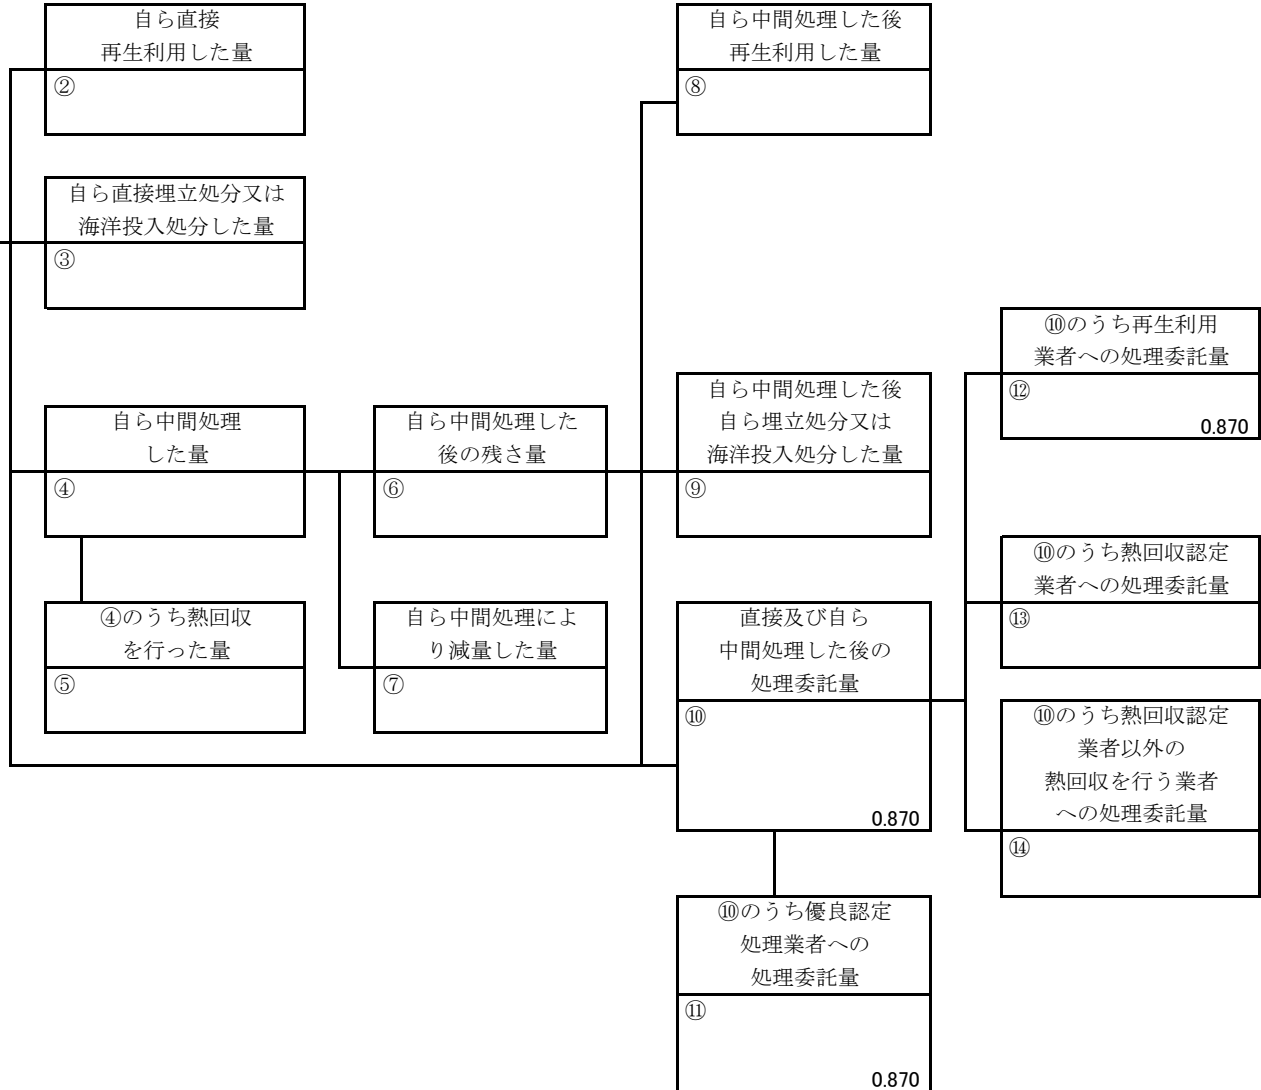 自ら直接
再生利用した量
②
自ら直接埋立処分又は
海洋投入処分した量
③
自ら中間処理
した量
④
④のうち熱回収
を行った量
⑤
自ら中間処理した
後の残さ量
⑥
自ら中間処理によ
り減量した量
⑦
自ら中間処理した後
再生利用した量
⑧
自ら中間処理した後
自ら埋立処分又は
海洋投入処分した量
⑨
直接及び自ら
中間処理した後の
処理委託量
⑩
0.870
⑩のうち優良認定
処理業者への
処理委託量
⑪
0.870
⑩のうち再生利用
業者への処理委託量
⑫
0.870
⑩のうち熱回収認定
業者への処理委託量
⑬
⑩のうち熱回収認定
業者以外の
熱回収を行う業者
への処理委託量
⑭